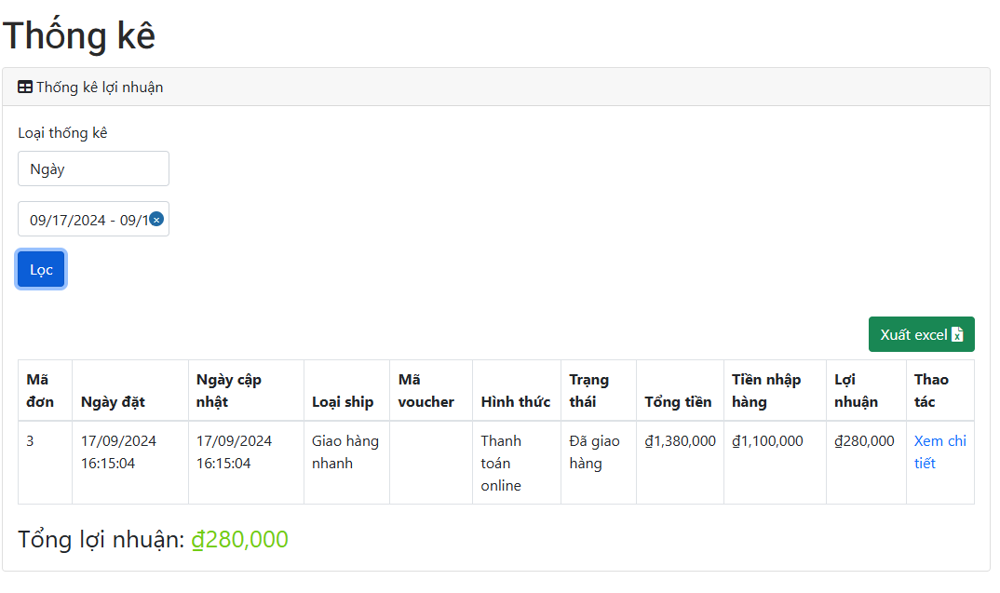 Thống kê
Thống kê lợi nhuận
Loại thống kê
Ngày
09/17/2024 - 09/1
Lọc
Xuất excel
Mã đơn
Ngày đặt
Ngày cập nhật
Loại ship
Mã voucher
Hình thức
Trạng thái
Tổng tiền
Tiền nhập hàng
Lợi nhuận
Thao tác
3
17/09/2024 16:15:04
17/09/2024 16:15:04
Giao hàng nhanh
Thanh toán online
Đã giao hàng
₫1,380,000
₫1,100,000
₫280,000
Xem chi tiết
Tổng lợi nhuận: ₫280,000